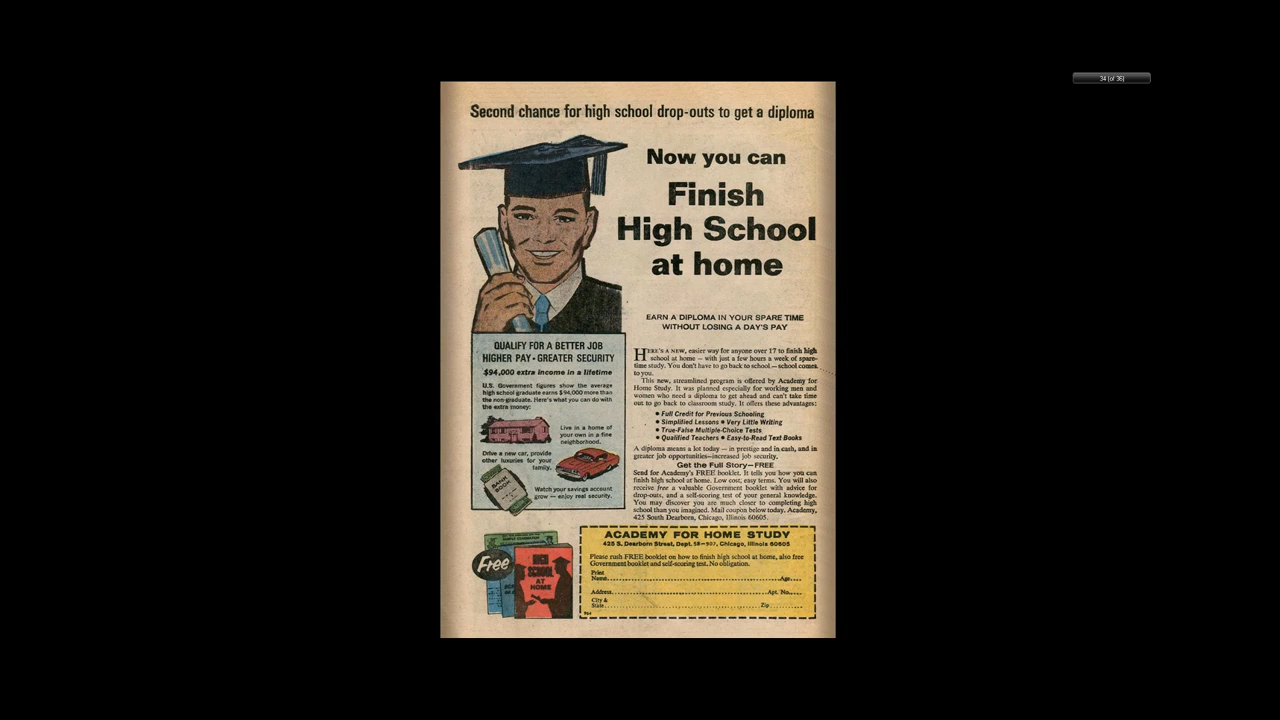 34 (of 36)
Second chance for high school drop-outs to get a diploma
Now you can
Finish
High School
at home
EARN A DIPLOMA IN YOUR SPARE TIME
WITHOUT LOSING A DAY'S PAY
QUALIFY FOR A BETTER JOB
HIGHER PAY • GREATER SECURITY
$94,000 extra income in a lifetime
U.S. Government figures show the average
high school graduate earns $94,000 more than
the non-graduate. Here's what you can do with
the extra money:
Live in a home of
your own in a fine
neighborhood.
Drive a new car, provide
other luxuries for your
family.
BANK
BOOK
Watch your savings account
grow — enjoy real security.
HERE'S A NEW, easier way for anyone over 17 to finish high
school at home — with just a few hours a week of spare-
time study. You don't have to go back to school — school comes
to you.
This new, streamlined program is offered by Academy for
Home Study. It was planned especially for working men and
women who need a diploma to get ahead and can't take time
out to go back to classroom study. It offers these advantages:
• Full Credit for Previous Schooling
• Simplified Lessons • Very Little Writing
• True-False Multiple-Choice Tests
• Qualified Teachers • Easy-to-Read Text Books
A diploma means a lot today — in prestige and in cash, and in
greater job opportunities—increased job security.
Get the Full Story—FREE
Send for Academy's FREE booklet. It tells you how you can
finish high school at home. Low cost, easy terms. You will also
receive free a valuable Government booklet with advice for
drop-outs, and a self-scoring test of your general knowledge.
You may discover you are much closer to completing high
school than you imagined. Mail coupon below today. Academy,
425 South Dearborn, Chicago, Illinois 60605.
Free
HIGH
SCHOOL
AT
HOME
ACADEMY FOR HOME STUDY
425 S. Dearborn Street, Dept. 58-907, Chicago, Illinois 60605
Please rush FREE booklet on how to finish high school at home, also free
Government booklet and self-scoring test. No obligation.
Print
Name Age
Address Apt. No.
City &
State Zip